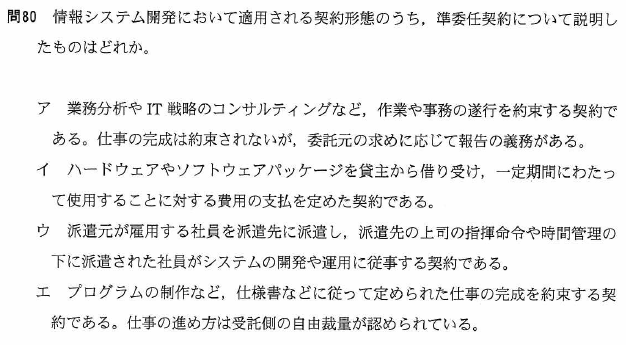 問80 情報システム開発において適用される契約形態のうち，準委任契約について説明し
たものはどれか。
ア 業務分析や IT 戦略のコンサルティングなど，作業や事務の遂行を約束する契約で
ある。仕事の完成は約束されないが，委託元の求めに応じて報告の義務がある。
イ ハードウェアやソフトウェアパッケージを貸主から借り受け，一定期間にわたっ
て使用することに対する費用の支払を定めた契約である。
ウ 派遣元が雇用する社員を派遣先に派遣し，派遣先の上司の指揮命令や時間管理の
下に派遣された社員がシステムの開発や運用に従事する契約である。
エ プログラムの制作など，仕様書などに従って定められた仕事の完成を約束する契
約である。仕事の進め方は受託側の自由裁量が認められている。